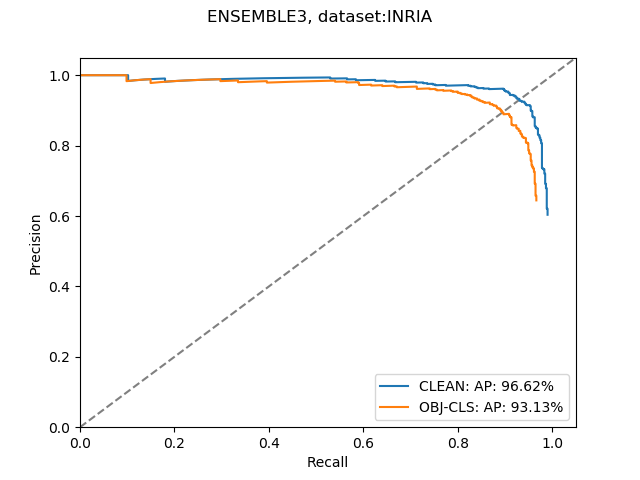 ENSEMBLE3, dataset:INRIA
1.0
0.8
0.6
0.4
0.2
0.0
Precision
0.0 0.2 0.4 0.6 0.8 1.0
Recall
CLEAN: AP: 96.62%
OBJ-CLS: AP: 93.13%